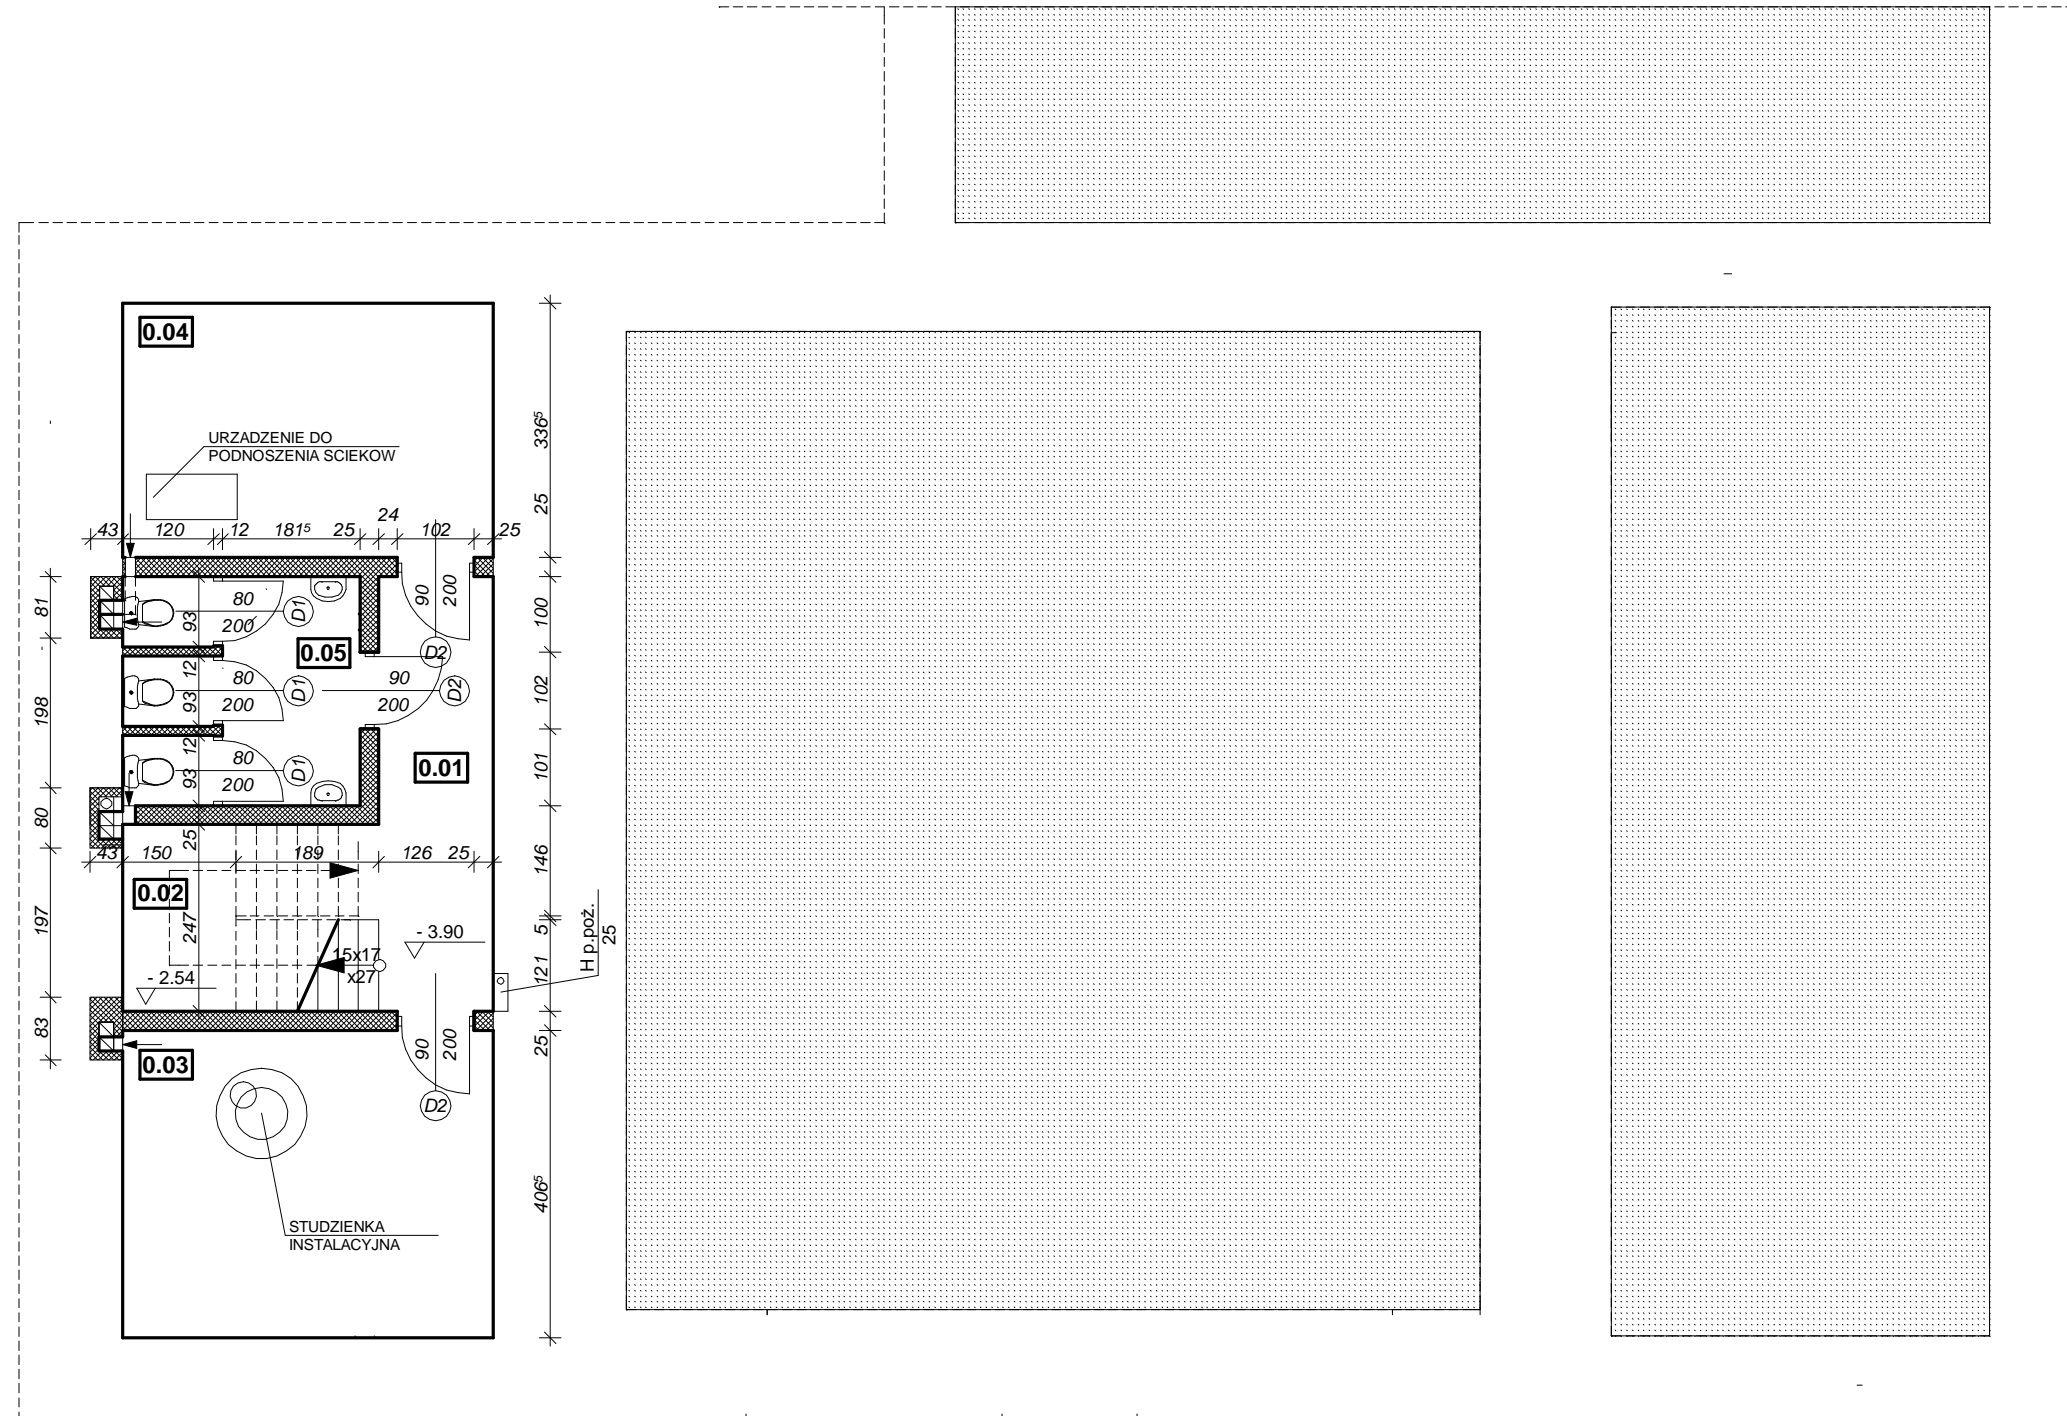 0.04
URZADZENIE DO
PODNOSZENIA SCIEKOW
336⁵
25
43 120 12 181⁵ 25 24 102 25
81
198
80
197
83
93
12
93
12
93
25
247
80
200
D1
80
200
D1
80
200
D1
0.05
90
200
D2
90
200
D2
100
102
101
146
5
121
25
406⁵
0.01
43 150 189 126 25
0.02
- 3.90
15x17
x27
- 2.54
H p.poż.
25
0.03
90
200
D2
STUDZIENKA
INSTALACYJNA